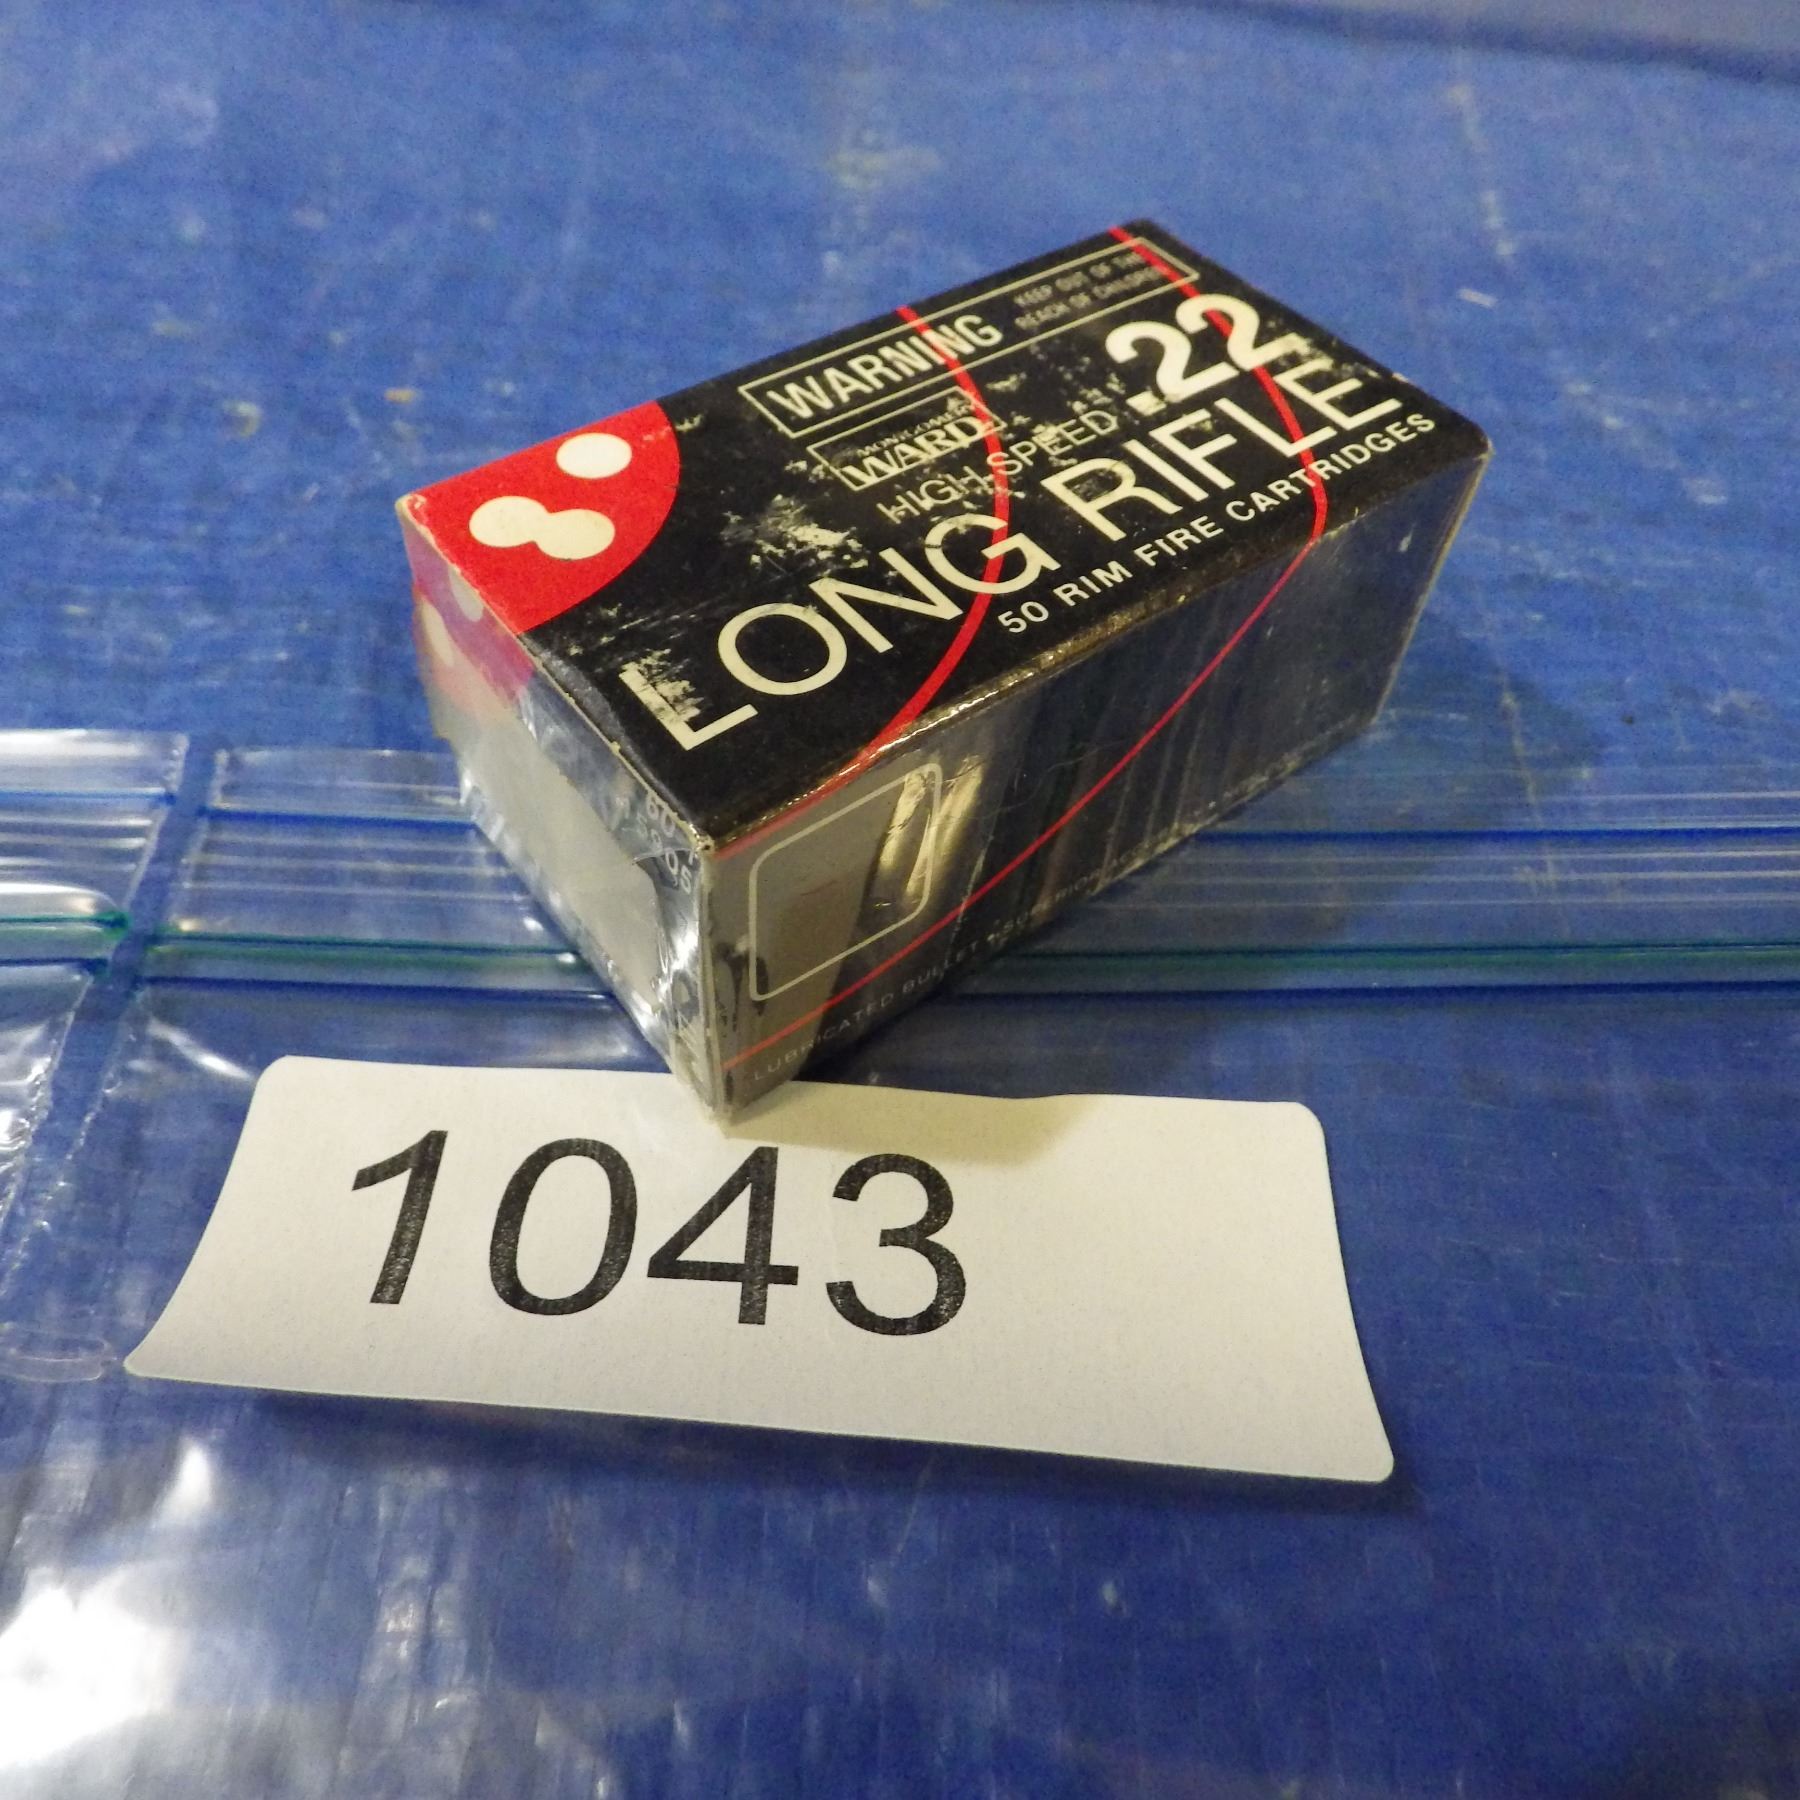 WARNING
KEEP OUT OF THE
REACH OF CHILDREN
MONTGOMERY
WARD
HIGH SPEED
.22
LONG RIFLE
50 RIM FIRE CARTRIDGES
LUBRICATED BULLET • SUPERIOR
1043